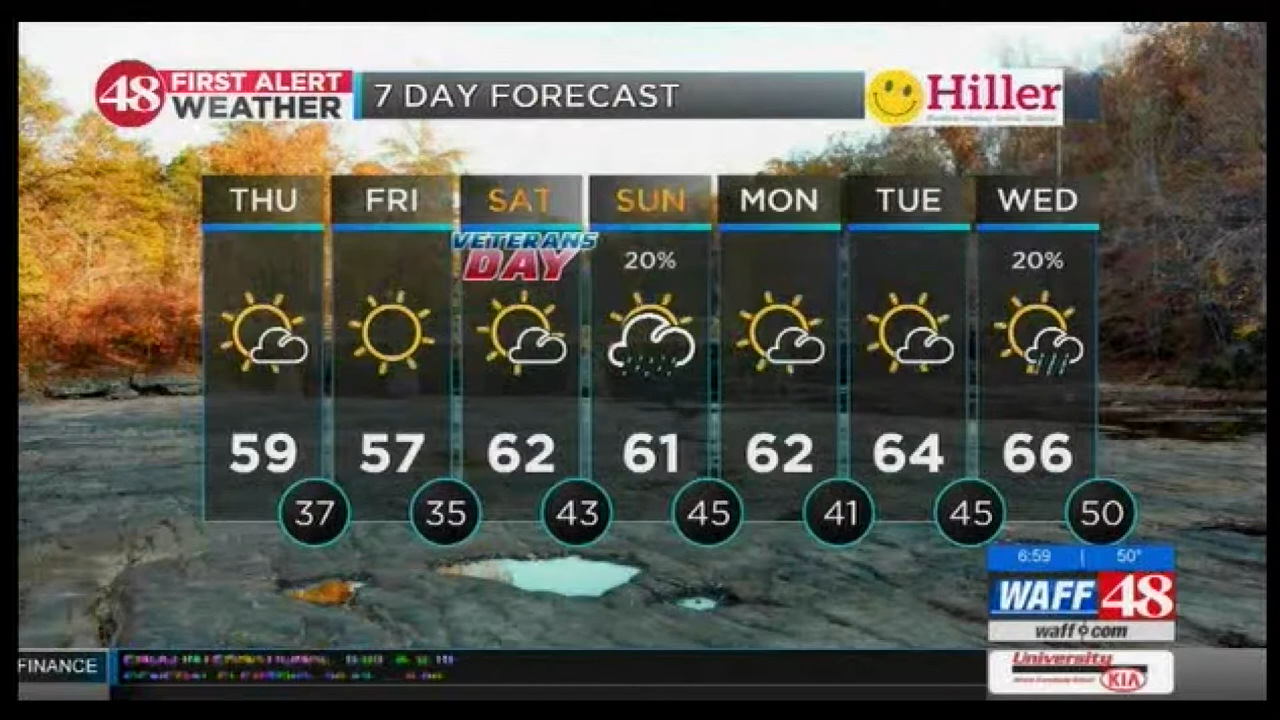 48 FIRST ALERT
WEATHER
7 DAY FORECAST
Hiller
THU FRI SAT SUN MON TUE WED
VETERANS
DAY
20% 20%
59 57 62 61 62 64 66
37 35 43 45 41 45 50
6:59 | 50°
WAFF 48
waff.com
FINANCE
University
KIA